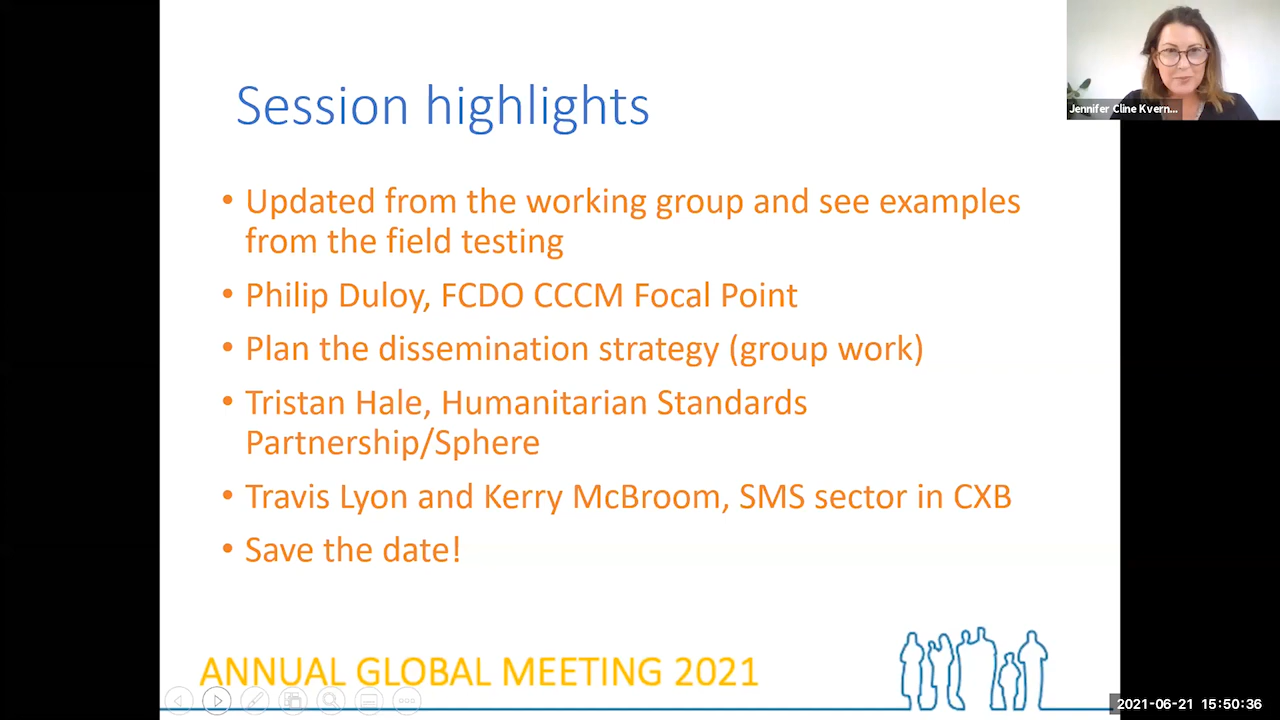 Session highlights
Jennifer Cline Kvern...
• Updated from the working group and see examples
from the field testing
• Philip Duloy, FCDO CCCM Focal Point
• Plan the dissemination strategy (group work)
• Tristan Hale, Humanitarian Standards
Partnership/Sphere
• Travis Lyon and Kerry McBroom, SMS sector in CXB
• Save the date!
ANNUAL GLOBAL MEETING 2021
2021-06-21 15:50:36